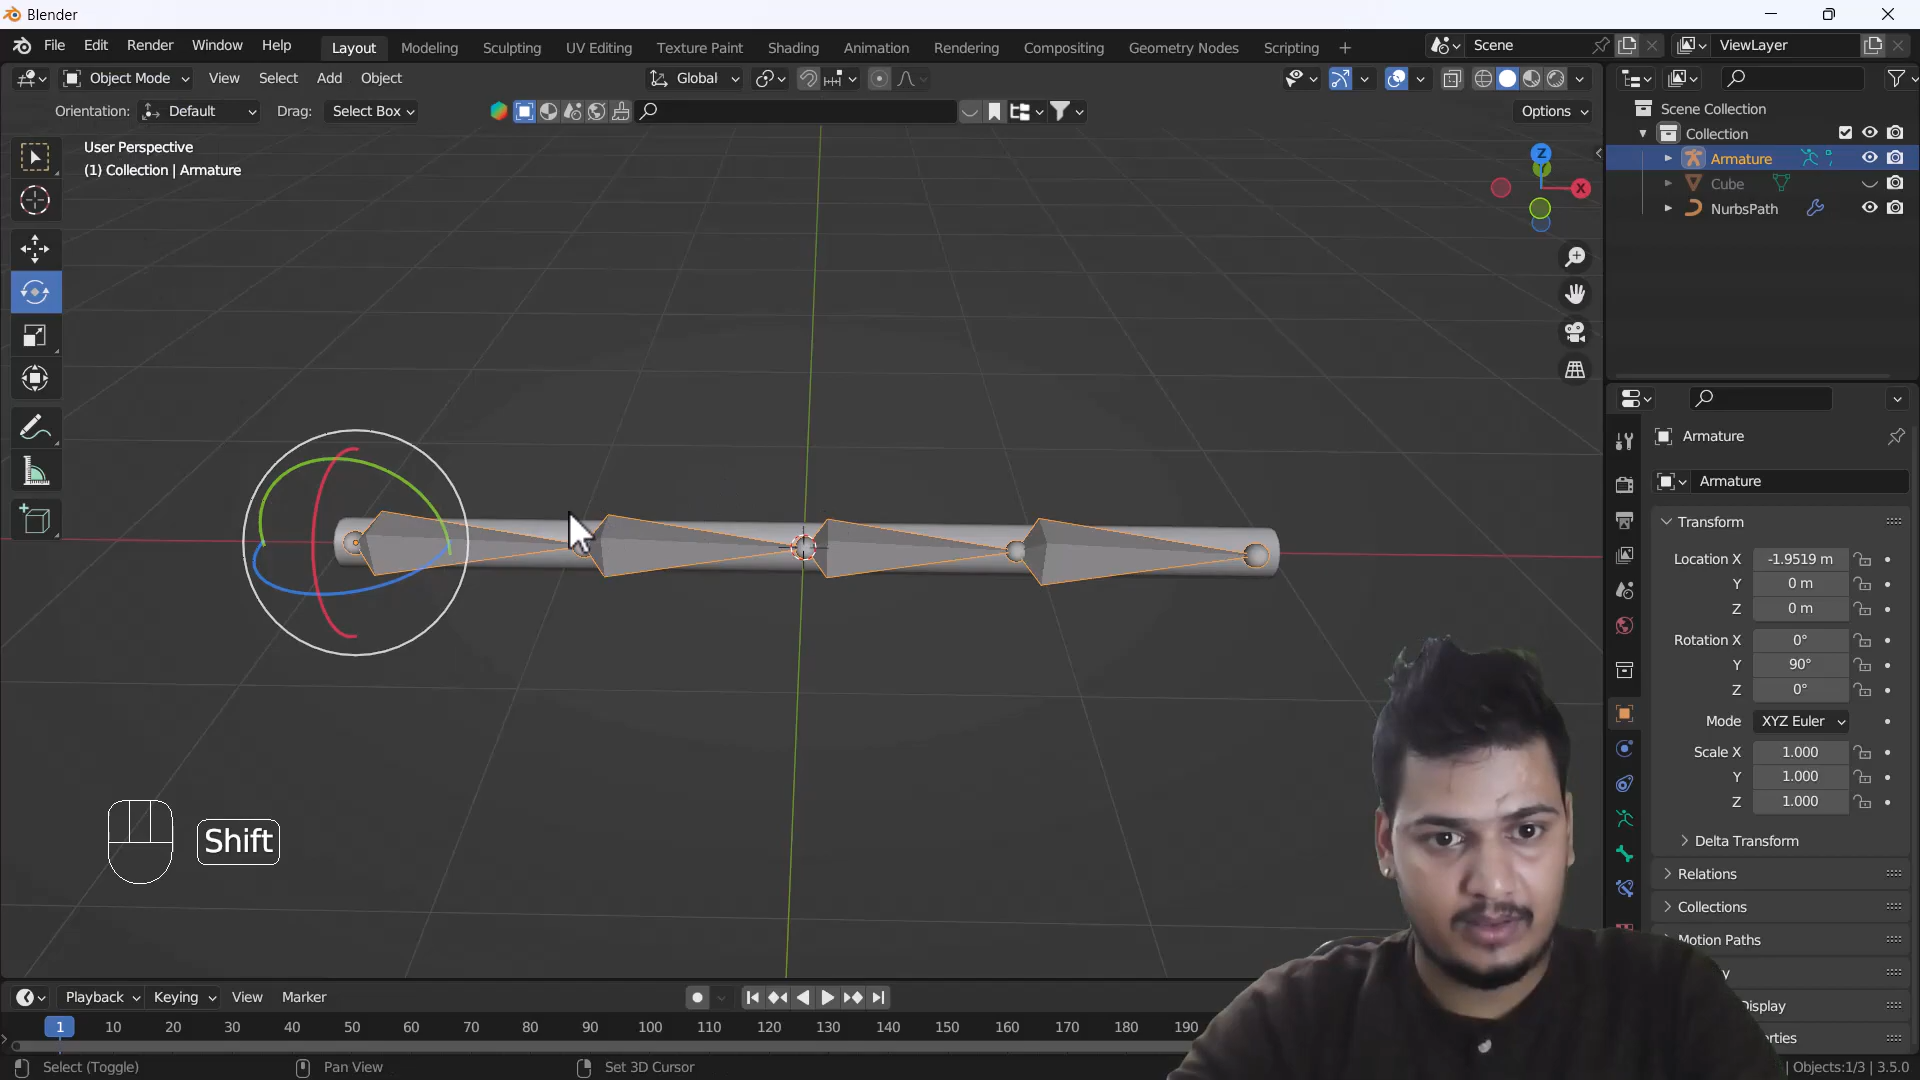 Blender
File Edit Render Window Help
Layout Modeling Sculpting UV Editing Texture Paint Shading Animation Rendering Compositing Geometry Nodes Scripting +
Scene
ViewLayer
Object Mode View Select Add Object
Global
Orientation: Default Drag: Select Box
Options
User Perspective
(1) Collection | Armature
Z
Y
X
Scene Collection
Collection
Armature
Cube
NurbsPath
Armature
Armature
Transform
Location X -1.9519 m
Y 0 m
Z 0 m
Rotation X 0°
Y 90°
Z 0°
Mode XYZ Euler
Scale X 1.000
Y 1.000
Z 1.000
Delta Transform
Relations
Collections
Motion Paths
y
Display
erties
Shift
Playback Keying View Marker
1 10 20 30 40 50 60 70 80 90 100 110 120 130 140 150 160 170 180 190
Select (Toggle) Pan View Set 3D Cursor
| Objects:1/3 | 3.5.0